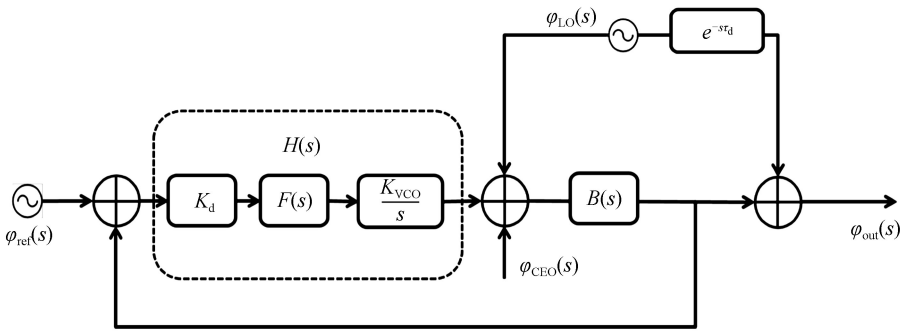 φLO(s)
e^−sτd
H(s)
Kd
F(s)
KVCO
s
B(s)
φref(s)
φCEO(s)
φout(s)